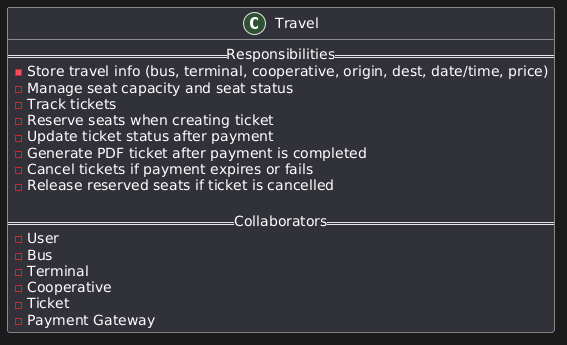 C Travel
Responsibilities
Store travel info (bus, terminal, cooperative, origin, dest, date/time, price)
Manage seat capacity and seat status
Track tickets
Reserve seats when creating ticket
Update ticket status after payment
Generate PDF ticket after payment is completed
Cancel tickets if payment expires or fails
Release reserved seats if ticket is cancelled
Collaborators
User
Bus
Terminal
Cooperative
Ticket
Payment Gateway